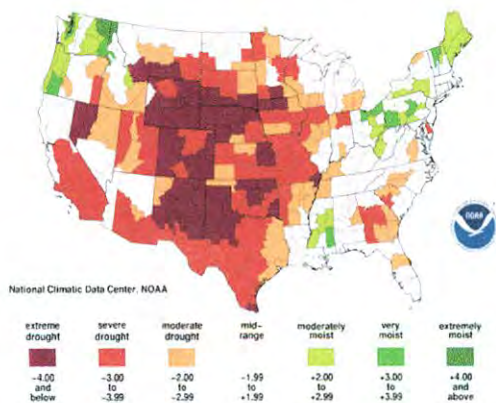 NOAA
National Climatic Data Center, NOAA
extreme drought
severe drought
moderate drought
mid-range
moderately moist
very moist
extremely moist
-4.00 and below
-3.00 to -3.99
-2.00 to -2.99
-1.99 to +1.99
+2.00 to +2.99
+3.00 to +3.99
+4.00 and above